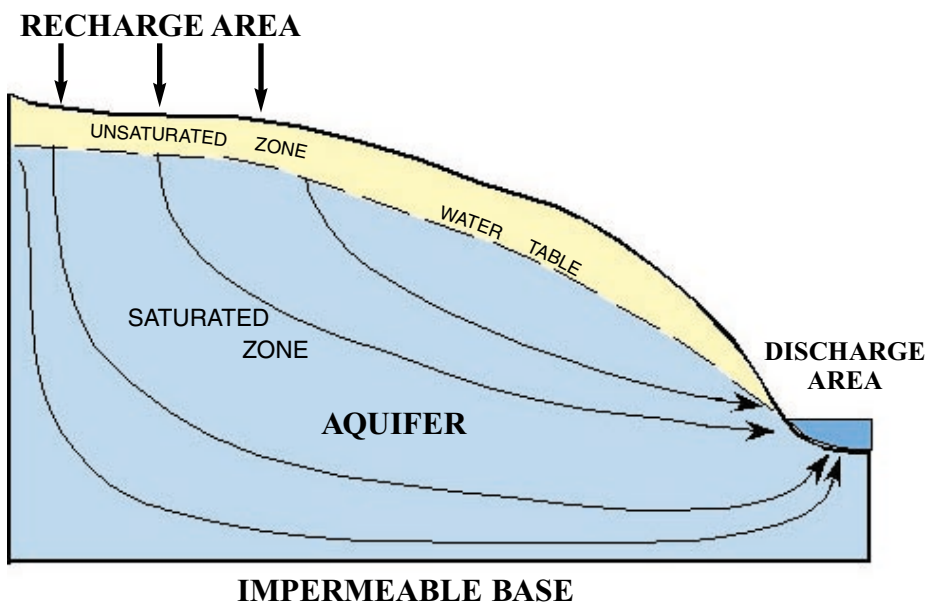 RECHARGE AREA
UNSATURATED ZONE
WATER TABLE
SATURATED
ZONE
DISCHARGE
AREA
AQUIFER
IMPERMEABLE BASE